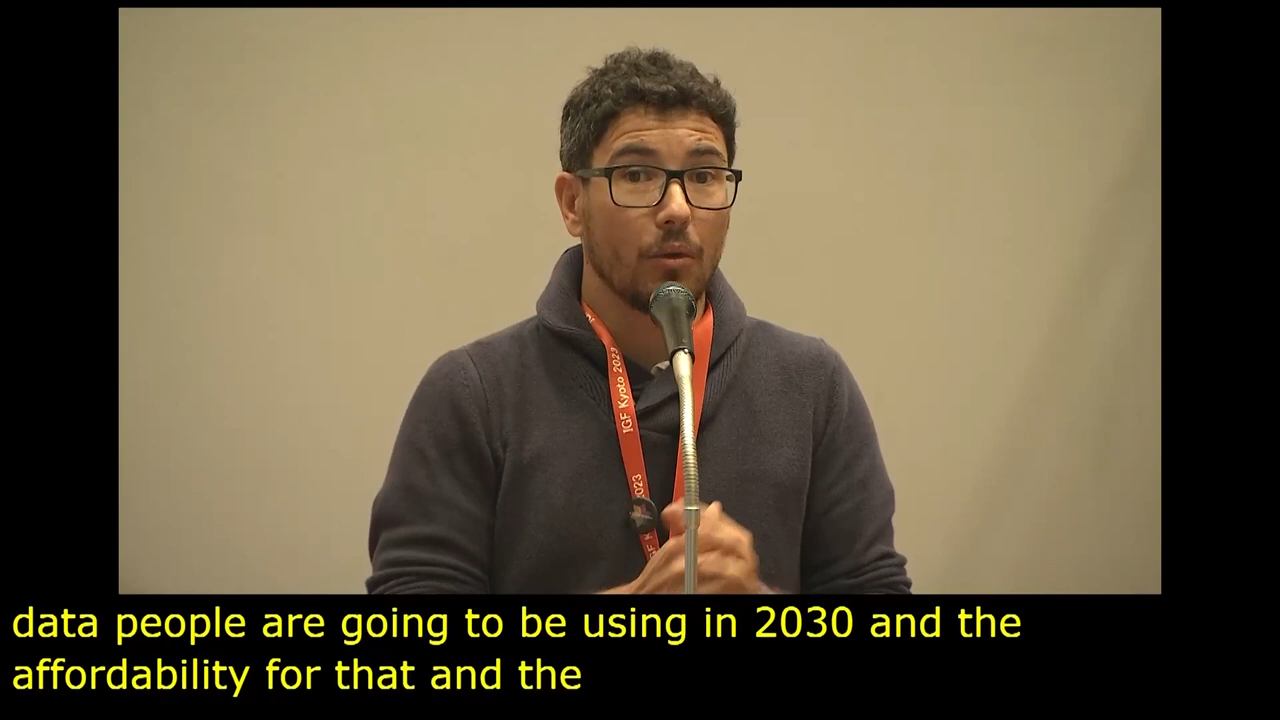 IGF Kyoto 2023
2023
data people are going to be using in 2030 and the
affordability for that and the